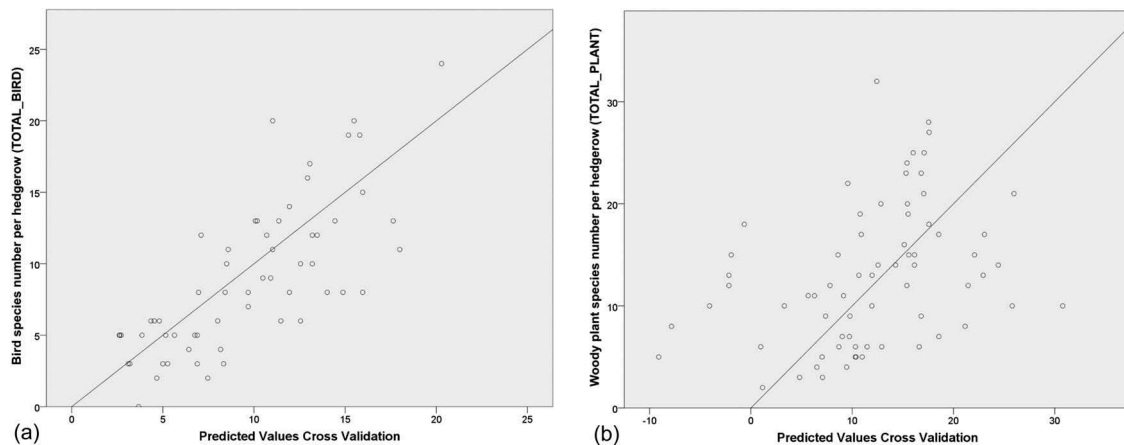 Bird species number per hedgerow (TOTAL_BIRD)
25
20
15
10
5
0
0 5 10 15 20 25
Predicted Values Cross Validation
(a)
Woody plant species number per hedgerow (TOTAL_PLANT)
30
20
10
0
-10 0 10 20 30
Predicted Values Cross Validation
(b)